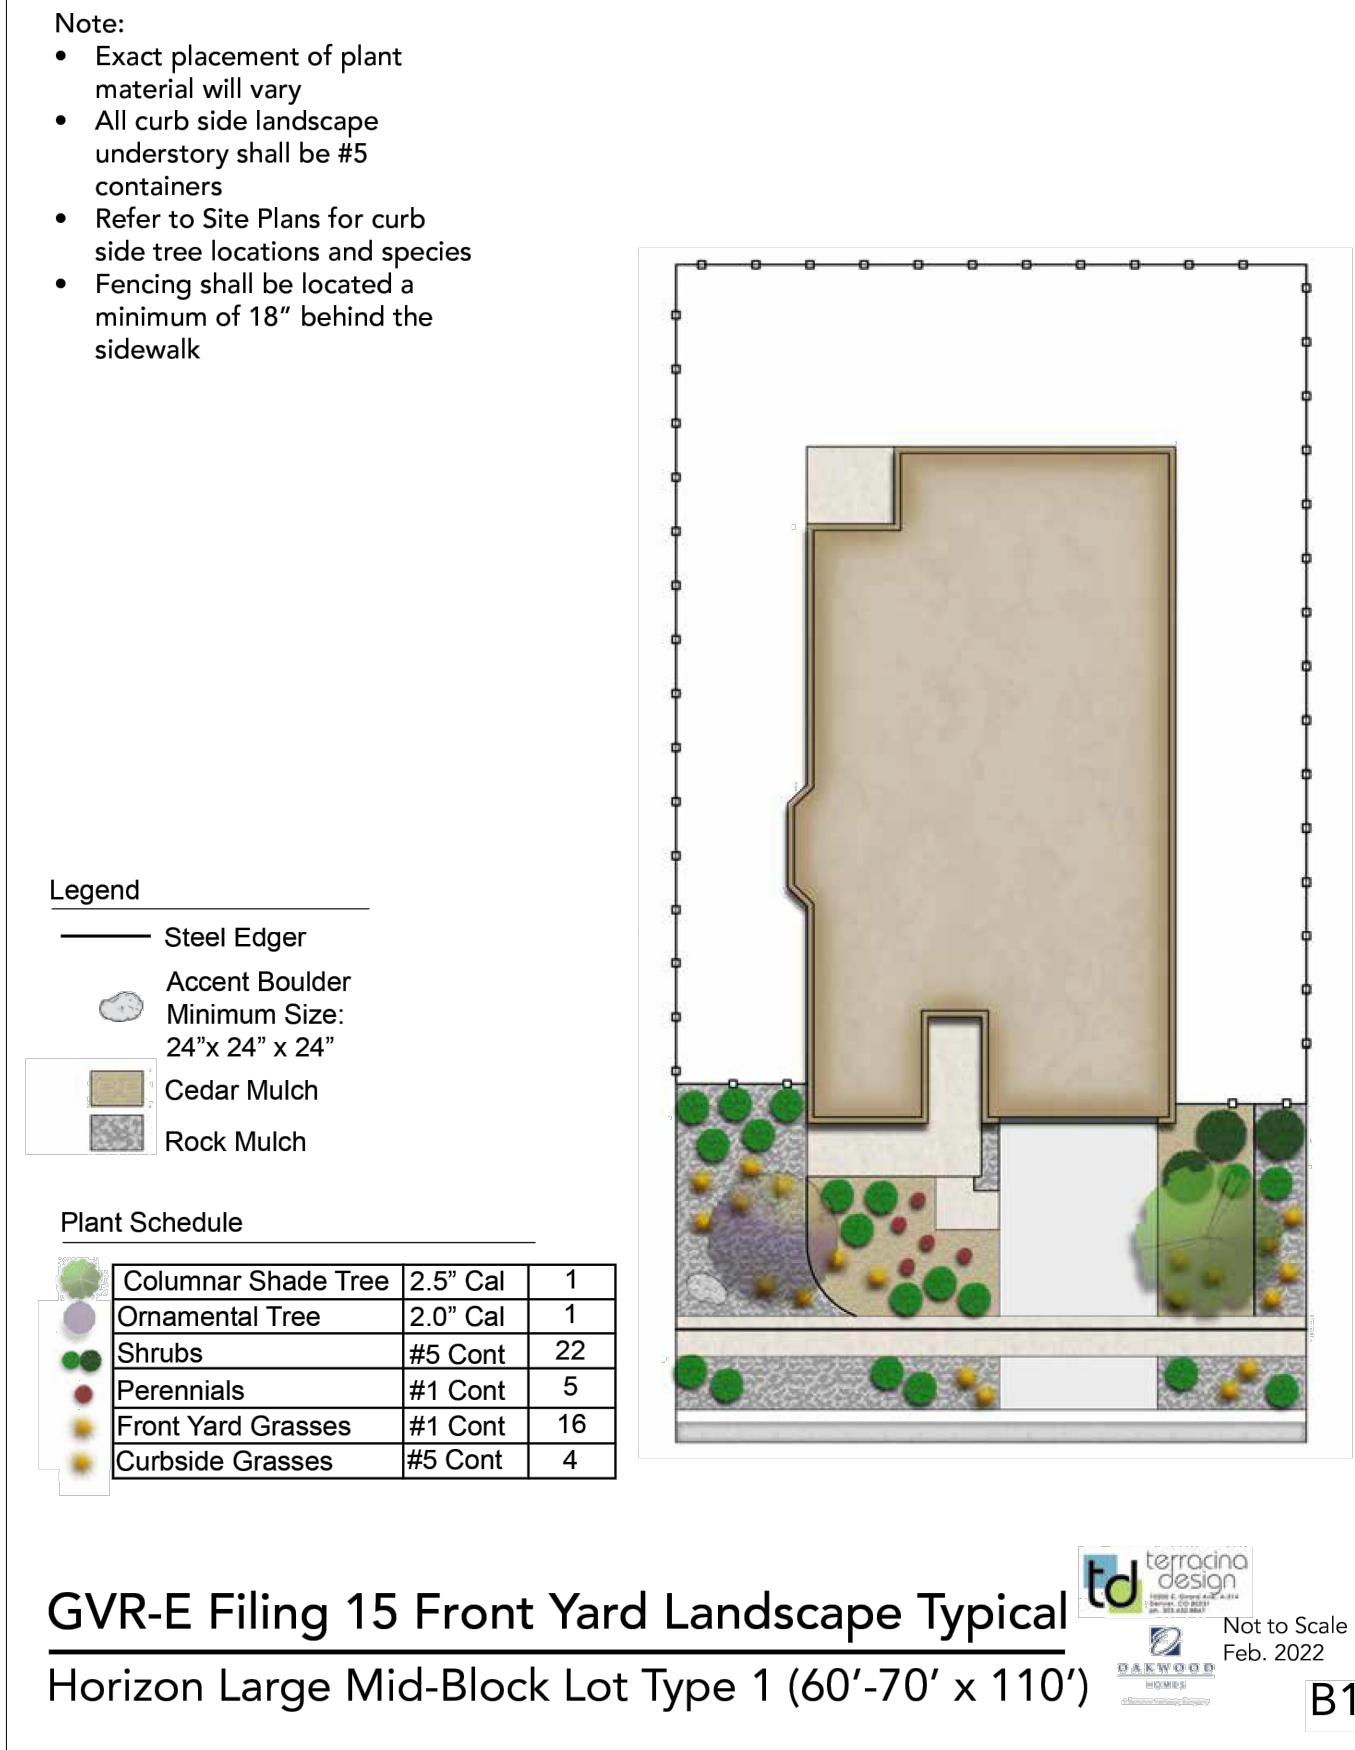 Note:
• Exact placement of plant
material will vary
• All curb side landscape
understory shall be #5
containers
• Refer to Site Plans for curb
side tree locations and species
• Fencing shall be located a
minimum of 18” behind the
sidewalk
Legend
Steel Edger
Accent Boulder
Minimum Size:
24”x 24” x 24”
Cedar Mulch
Rock Mulch
Plant Schedule
Columnar Shade Tree 2.5” Cal 1
Ornamental Tree 2.0” Cal 1
Shrubs #5 Cont 22
Perennials #1 Cont 5
Front Yard Grasses #1 Cont 16
Curbside Grasses #5 Cont 4
GVR-E Filing 15 Front Yard Landscape Typical
Horizon Large Mid-Block Lot Type 1 (60’-70’ x 110’)
td terracina
design
OAKWOOD
HOMES
Not to Scale
Feb. 2022
B1